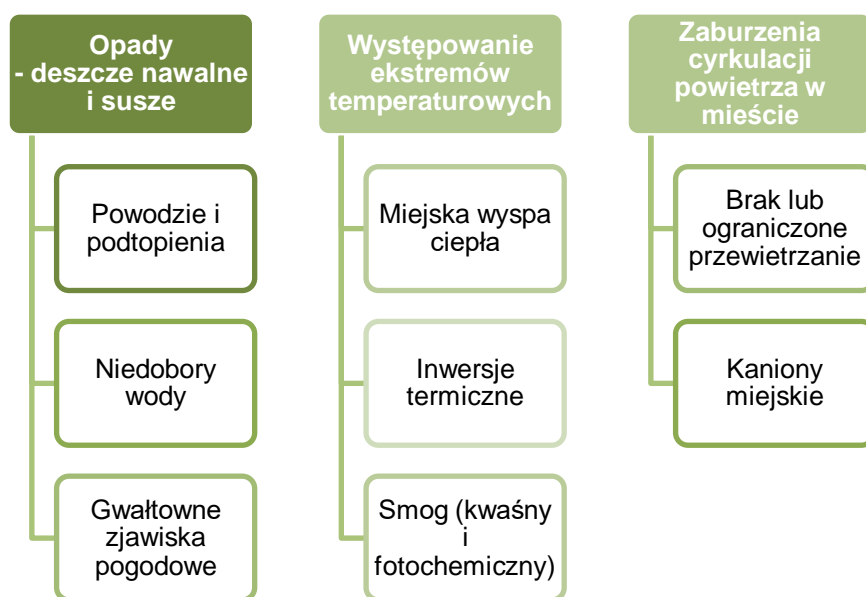 Opady
- deszcze nawalne
i susze
Powodzie i
podtopienia
Niedobory
wody
Gwałtowne
zjawiska
pogodowe
Występowanie
ekstremów
temperaturowych
Miejska wyspa
ciepła
Inwersje
termiczne
Smog (kwaśny
i
fotochemiczny)
Zaburzenia
cyrkulacji
powietrza w
mieście
Brak lub
ograniczone
przewietrzanie
Kaniony
miejskie